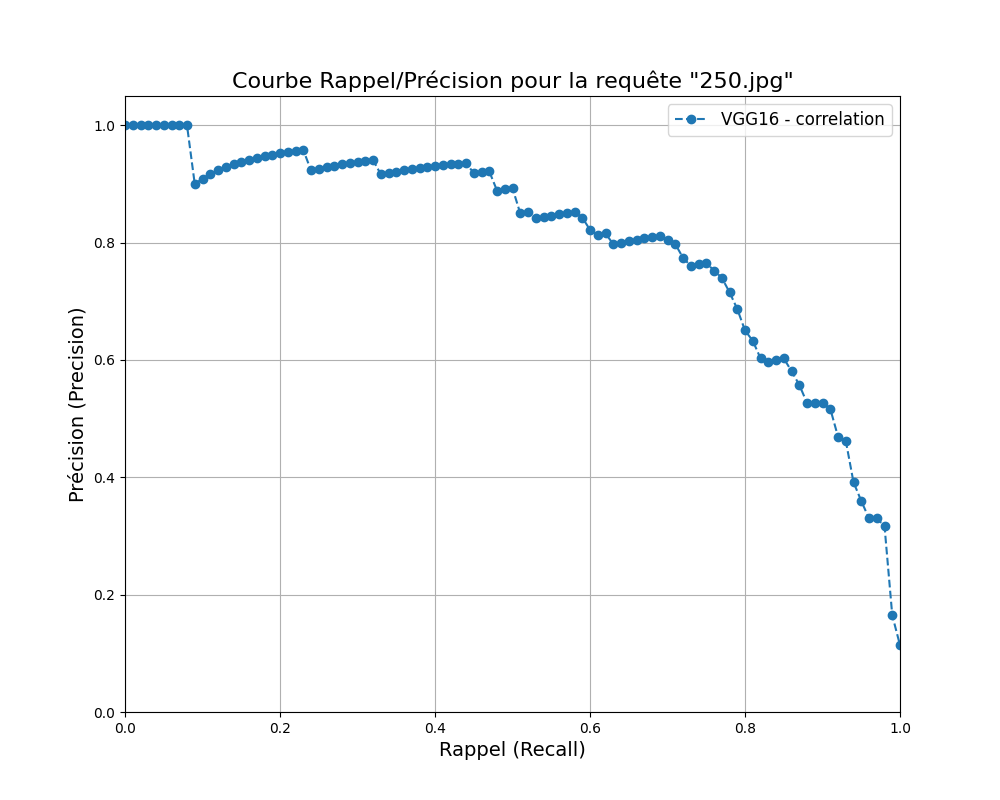 Courbe Rappel/Précision pour la requête "250.jpg"
VGG16 - correlation
Précision (Precision)
1.0
0.8
0.6
0.4
0.2
0.0
0.0 0.2 0.4 0.6 0.8 1.0
Rappel (Recall)